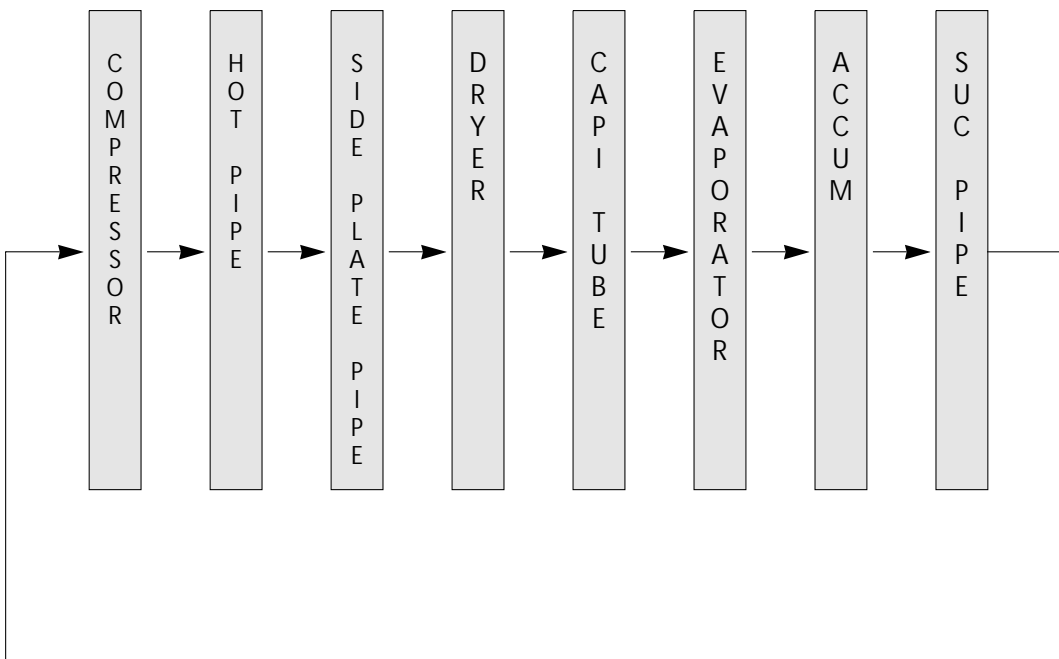 COMPRESSOR
HOT PIPE
SIDE PLATE PIPE
DRYER
CAPI TUBE
EVAPORATOR
ACCUM
SUC PIPE